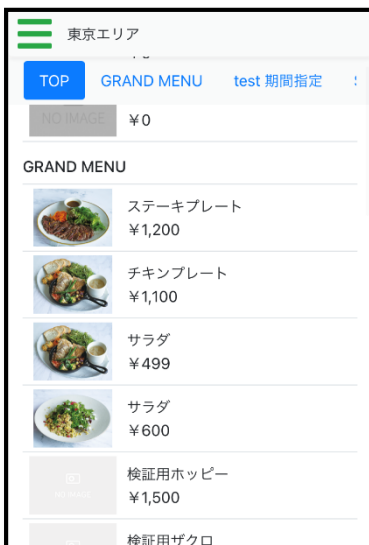 東京エリア
TOP GRAND MENU test 期間指定
NO IMAGE
¥0
GRAND MENU
ステーキプレート
¥1,200
チキンプレート
¥1,100
サラダ
¥499
サラダ
¥600
NO IMAGE
検証用ホッピー
¥1,500
検証用ザクロ